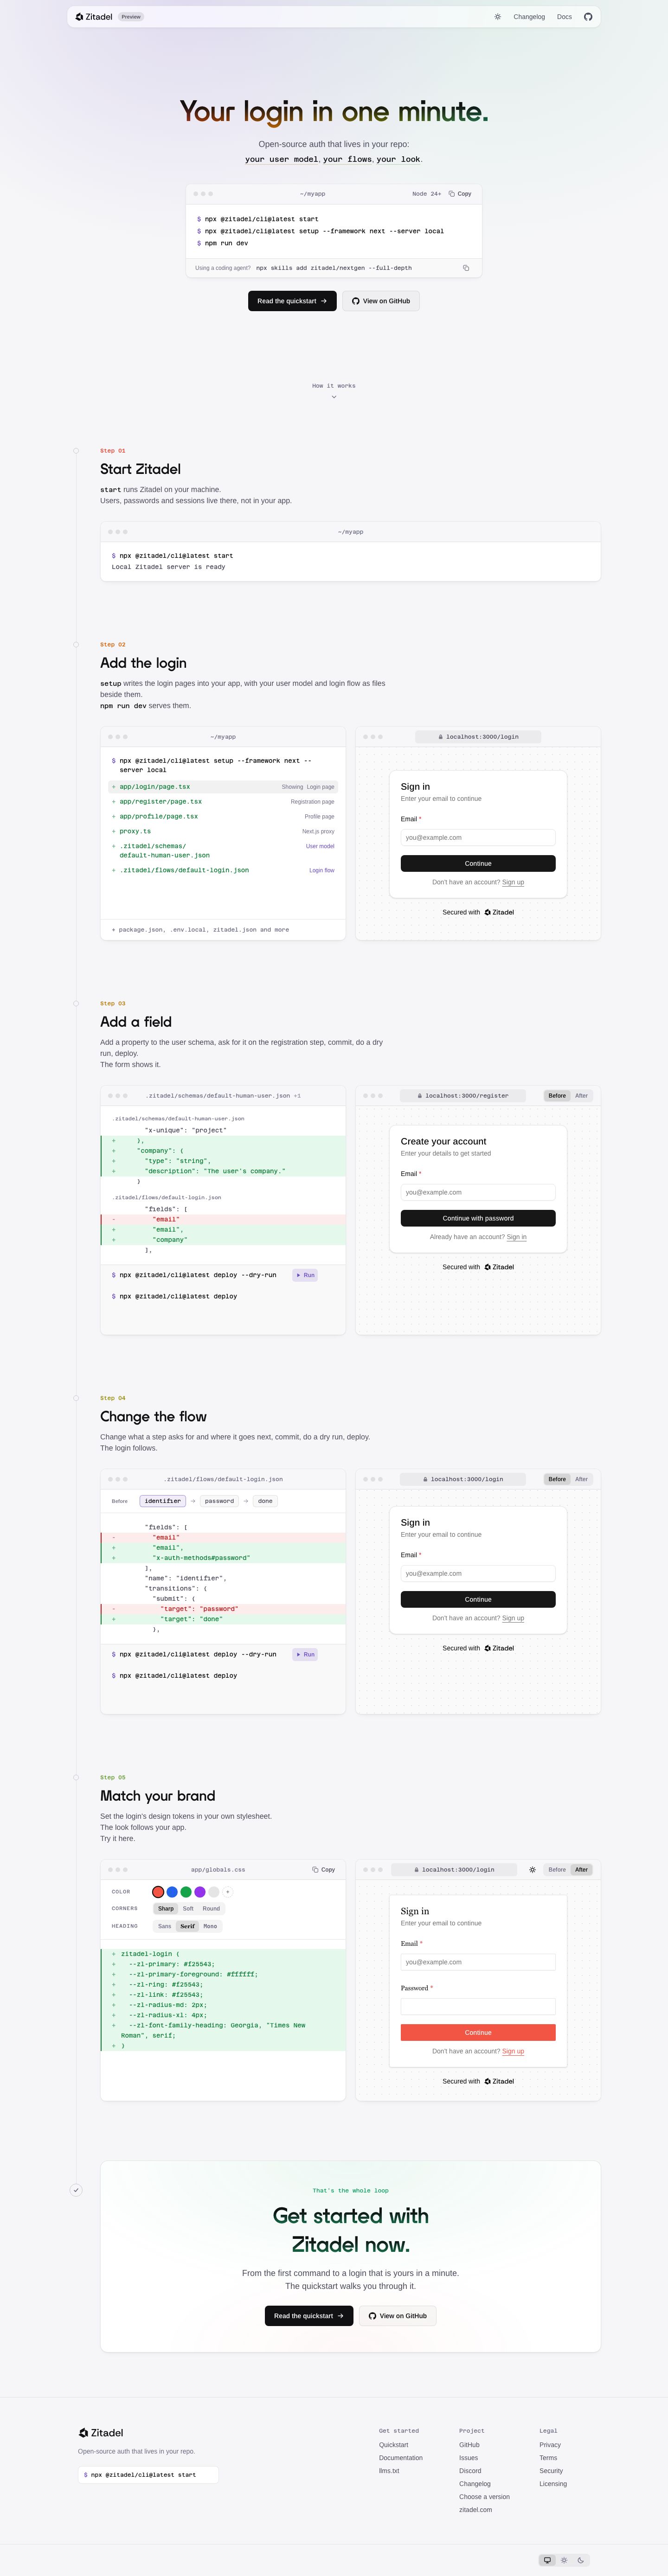 Zitadel Preview Changelog Docs
Your login in one minute.
Open-source auth that lives in your repo:
your user model, your flows, your look.
~/myapp Node 24+ Copy
$ npx @zitadel/cli@latest start
$ npx @zitadel/cli@latest setup --framework next --server local
$ npm run dev
Using a coding agent? npx skills add zitadel/nextgen --full-depth
Read the quickstart → View on GitHub
How it works
Step 01
Start Zitadel
start runs Zitadel on your machine.
Users, passwords and sessions live there, not in your app.
~/myapp
$ npx @zitadel/cli@latest start
Local Zitadel server is ready
Step 02
Add the login
setup writes the login pages into your app, with your user model and login flow as files
beside them.
npm run dev serves them.
~/myapp
$ npx @zitadel/cli@latest setup --framework next --
server local
+ app/login/page.tsx Showing Login page
+ app/register/page.tsx Registration page
+ app/profile/page.tsx Profile page
+ proxy.ts Next.js proxy
+ .zitadel/schemas/ User model
default-human-user.json
+ .zitadel/flows/default-login.json Login flow
+ package.json, .env.local, zitadel.json and more
localhost:3000/login
Sign in
Enter your email to continue
Email *
you@example.com
Continue
Don't have an account? Sign up
Secured with Zitadel
Step 03
Add a field
Add a property to the user schema, ask for it on the registration step, commit, do a dry
run, deploy.
The form shows it.
.zitadel/schemas/default-human-user.json +1
.zitadel/schemas/default-human-user.json
"x-unique": "project"
+ },
+ "company": {
+ "type": "string",
+ "description": "The user's company."
}
.zitadel/flows/default-login.json
"fields": [
- "email"
+ "email",
+ "company"
],
$ npx @zitadel/cli@latest deploy --dry-run Run
$ npx @zitadel/cli@latest deploy
localhost:3000/register Before After
Create your account
Enter your details to get started
Email *
you@example.com
Continue with password
Already have an account? Sign in
Secured with Zitadel
Step 04
Change the flow
Change what a step asks for and where it goes next, commit, do a dry run, deploy.
The login follows.
.zitadel/flows/default-login.json
Before identifier → password → done
"fields": [
- "email"
+ "email",
+ "x-auth-methods#password"
],
"name": "identifier",
"transitions": {
"submit": {
- "target": "password"
+ "target": "done"
},
$ npx @zitadel/cli@latest deploy --dry-run Run
$ npx @zitadel/cli@latest deploy
localhost:3000/login Before After
Sign in
Enter your email to continue
Email *
you@example.com
Continue
Don't have an account? Sign up
Secured with Zitadel
Step 05
Match your brand
Set the login's design tokens in your own stylesheet.
The look follows your app.
Try it here.
app/globals.css Copy
COLOR +
CORNERS Sharp Soft Round
HEADING Sans Serif Mono
+ zitadel-login {
+ --zl-primary: #f25543;
+ --zl-primary-foreground: #ffffff;
+ --zl-ring: #f25543;
+ --zl-link: #f25543;
+ --zl-radius-md: 2px;
+ --zl-radius-xl: 4px;
+ --zl-font-family-heading: Georgia, "Times New
Roman", serif;
+ }
localhost:3000/login Before After
Sign in
Enter your email to continue
Email *
you@example.com
Password *
Continue
Don't have an account? Sign up
Secured with Zitadel
That's the whole loop
Get started with
Zitadel now.
From the first command to a login that is yours in a minute.
The quickstart walks you through it.
Read the quickstart → View on GitHub
Zitadel
Open-source auth that lives in your repo.
$ npx @zitadel/cli@latest start
Get started
Quickstart
Documentation
llms.txt
Project
GitHub
Issues
Discord
Changelog
Choose a version
zitadel.com
Legal
Privacy
Terms
Security
Licensing